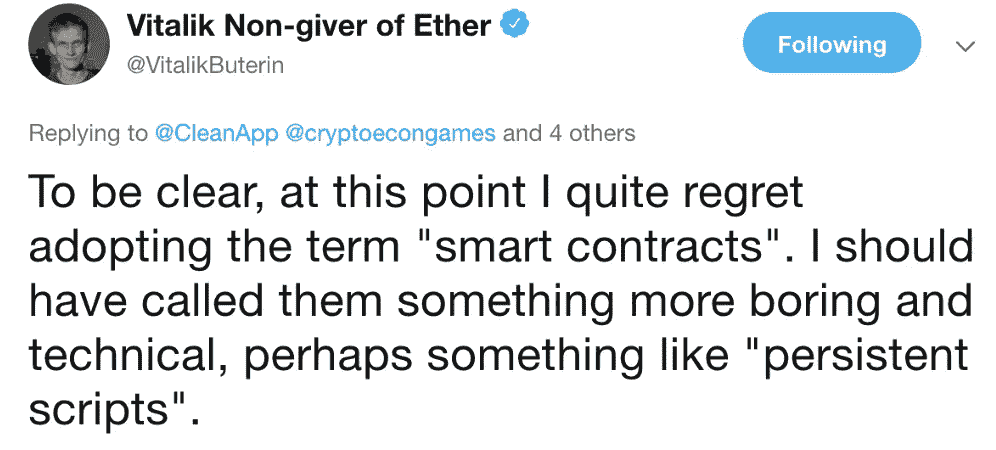 Vitalik Non-giver of Ether
@VitalikButerin
Following
Replying to @CleanApp @cryptoecongames and 4 others
To be clear, at this point I quite regret
adopting the term "smart contracts". I should
have called them something more boring and
technical, perhaps something like "persistent
scripts".